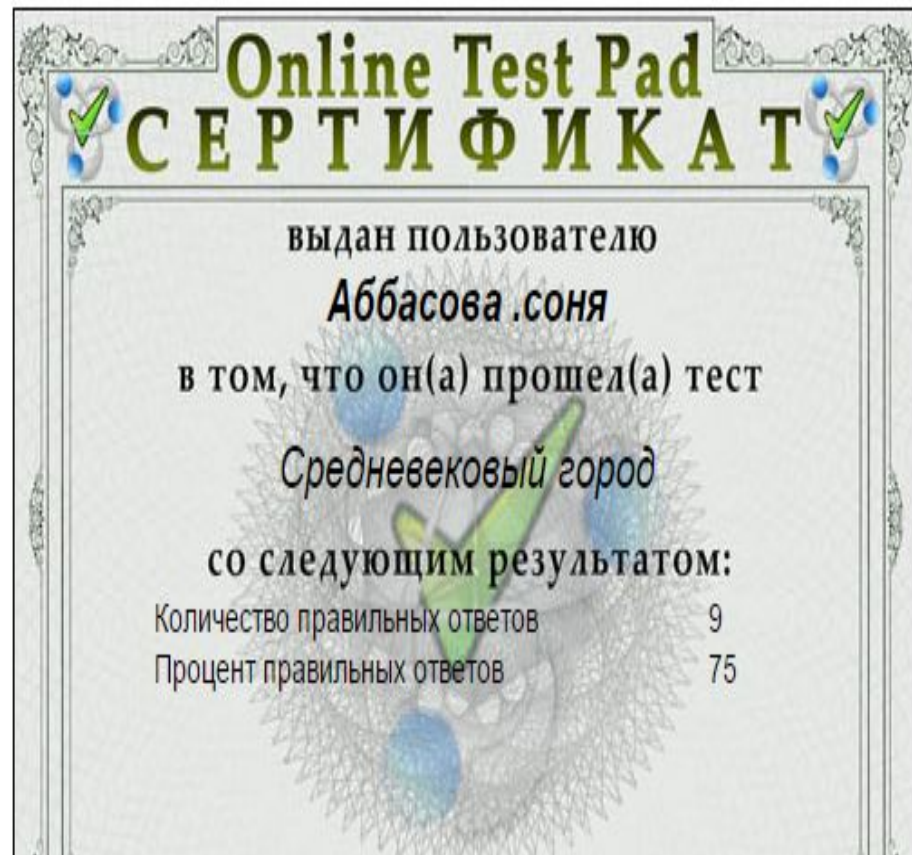 Online Test Pad
СЕРТИФИКАТ
выдан пользователю
Аббасова .соня
в том, что он(а) прошел(а) тест
Средневековый город
со следующим результатом:
Количество правильных ответов 9
Процент правильных ответов 75